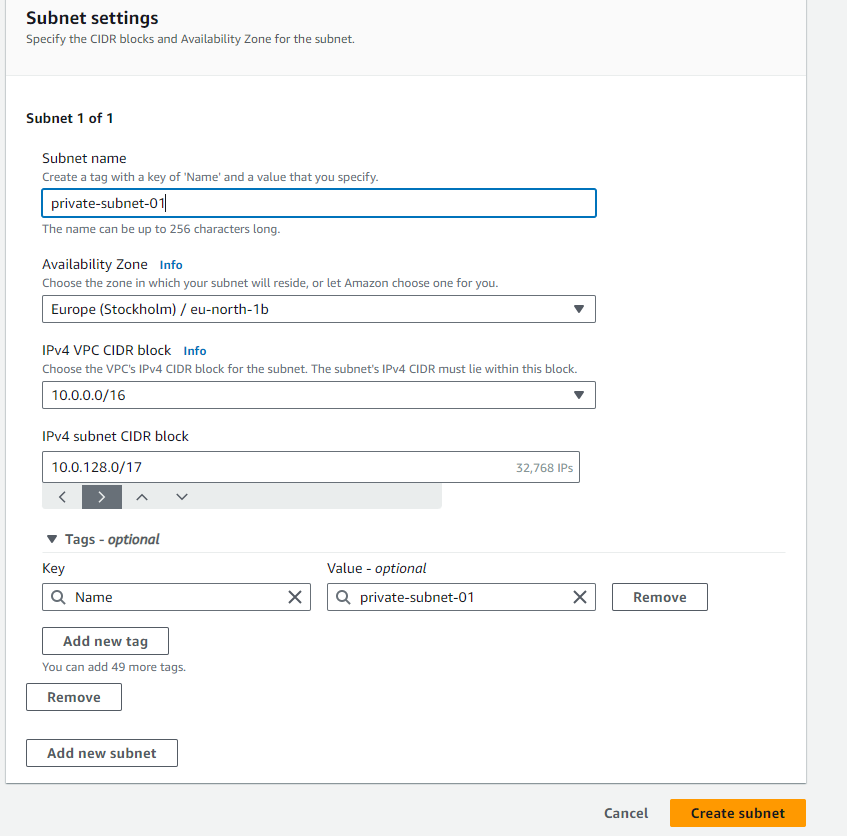 Subnet settings
Specify the CIDR blocks and Availability Zone for the subnet.
Subnet 1 of 1
Subnet name
Create a tag with a key of 'Name' and a value that you specify.
private-subnet-01
The name can be up to 256 characters long.
Availability Zone Info
Choose the zone in which your subnet will reside, or let Amazon choose one for you.
Europe (Stockholm) / eu-north-1b
IPv4 VPC CIDR block Info
Choose the VPC's IPv4 CIDR block for the subnet. The subnet's IPv4 CIDR must lie within this block.
10.0.0.0/16
IPv4 subnet CIDR block
10.0.128.0/17 32,768 IPs
Tags - optional
Key Value - optional
Name private-subnet-01 Remove
Add new tag
You can add 49 more tags.
Remove
Add new subnet
Cancel Create subnet